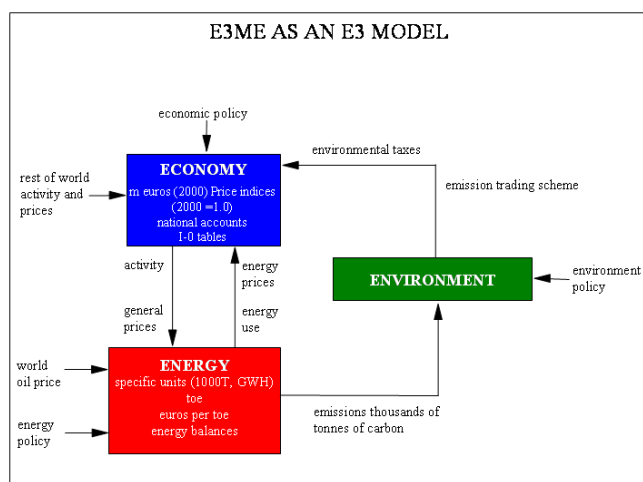 E3ME AS AN E3 MODEL
economic policy
environmental taxes
ECONOMY
m euros (2000) Price indices
(2000 =1.0)
national accounts
I-0 tables
rest of world
activity and
prices
emission trading scheme
activity
energy
prices
ENVIRONMENT
environment
policy
general
prices
energy
use
world
oil price
ENERGY
specific units (1000T, GWH)
toe
euros per toe
energy balances
emissions thousands of
tonnes of carbon
energy
policy